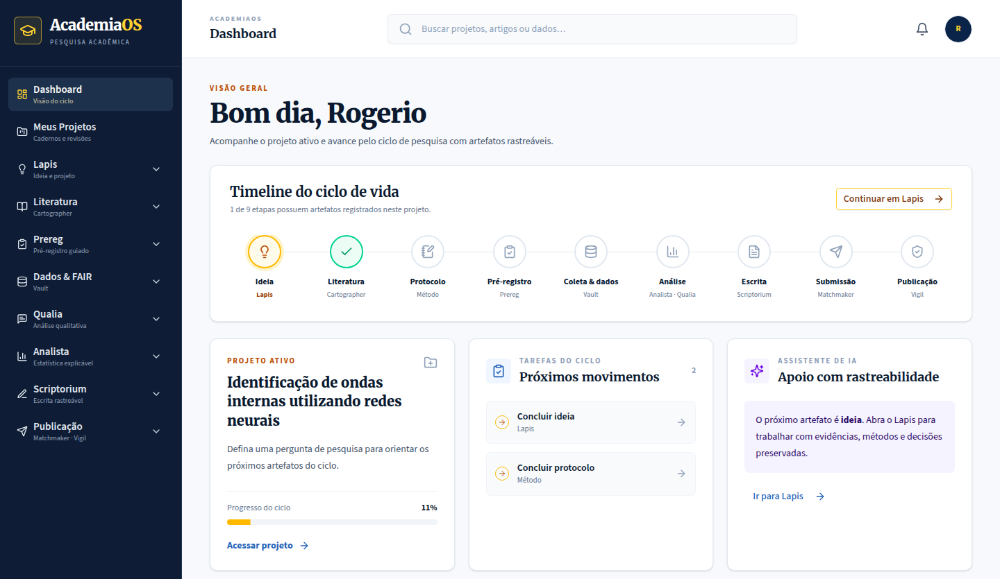 AcademiaOS
PESQUISA ACADÊMICA
Dashboard
Visão do ciclo
Meus Projetos
Cadernos e revisões
Lapis
Ideia e projeto
Literatura
Cartographer
Prereg
Pré-registro guiado
Dados & FAIR
Vault
Qualia
Análise qualitativa
Analista
Estatística explicável
Scriptorium
Escrita rastreável
Publicação
Matchmaker · Vigil
ACADEMIAOS
Dashboard
Buscar projetos, artigos ou dados…
R
VISÃO GERAL
Bom dia, Rogerio
Acompanhe o projeto ativo e avance pelo ciclo de pesquisa com artefatos rastreáveis.
Timeline do ciclo de vida
1 de 9 etapas possuem artefatos registrados neste projeto.
Continuar em Lapis
Ideia
Lapis
Literatura
Cartographer
Protocolo
Método
Pré-registro
Prereg
Coleta & dados
Vault
Análise
Analista · Qualia
Escrita
Scriptorium
Submissão
Matchmaker
Publicação
Vigil
PROJETO ATIVO
Identificação de ondas
internas utilizando redes
neurais
Defina uma pergunta de pesquisa para orientar os
próximos artefatos do ciclo.
Progresso do ciclo 11%
Acessar projeto
TAREFAS DO CICLO
Próximos movimentos
2
Concluir ideia
Lapis
Concluir protocolo
Método
ASSISTENTE DE IA
Apoio com rastreabilidade
O próximo artefato é ideia. Abra o Lapis para
trabalhar com evidências, métodos e decisões
preservadas.
Ir para Lapis